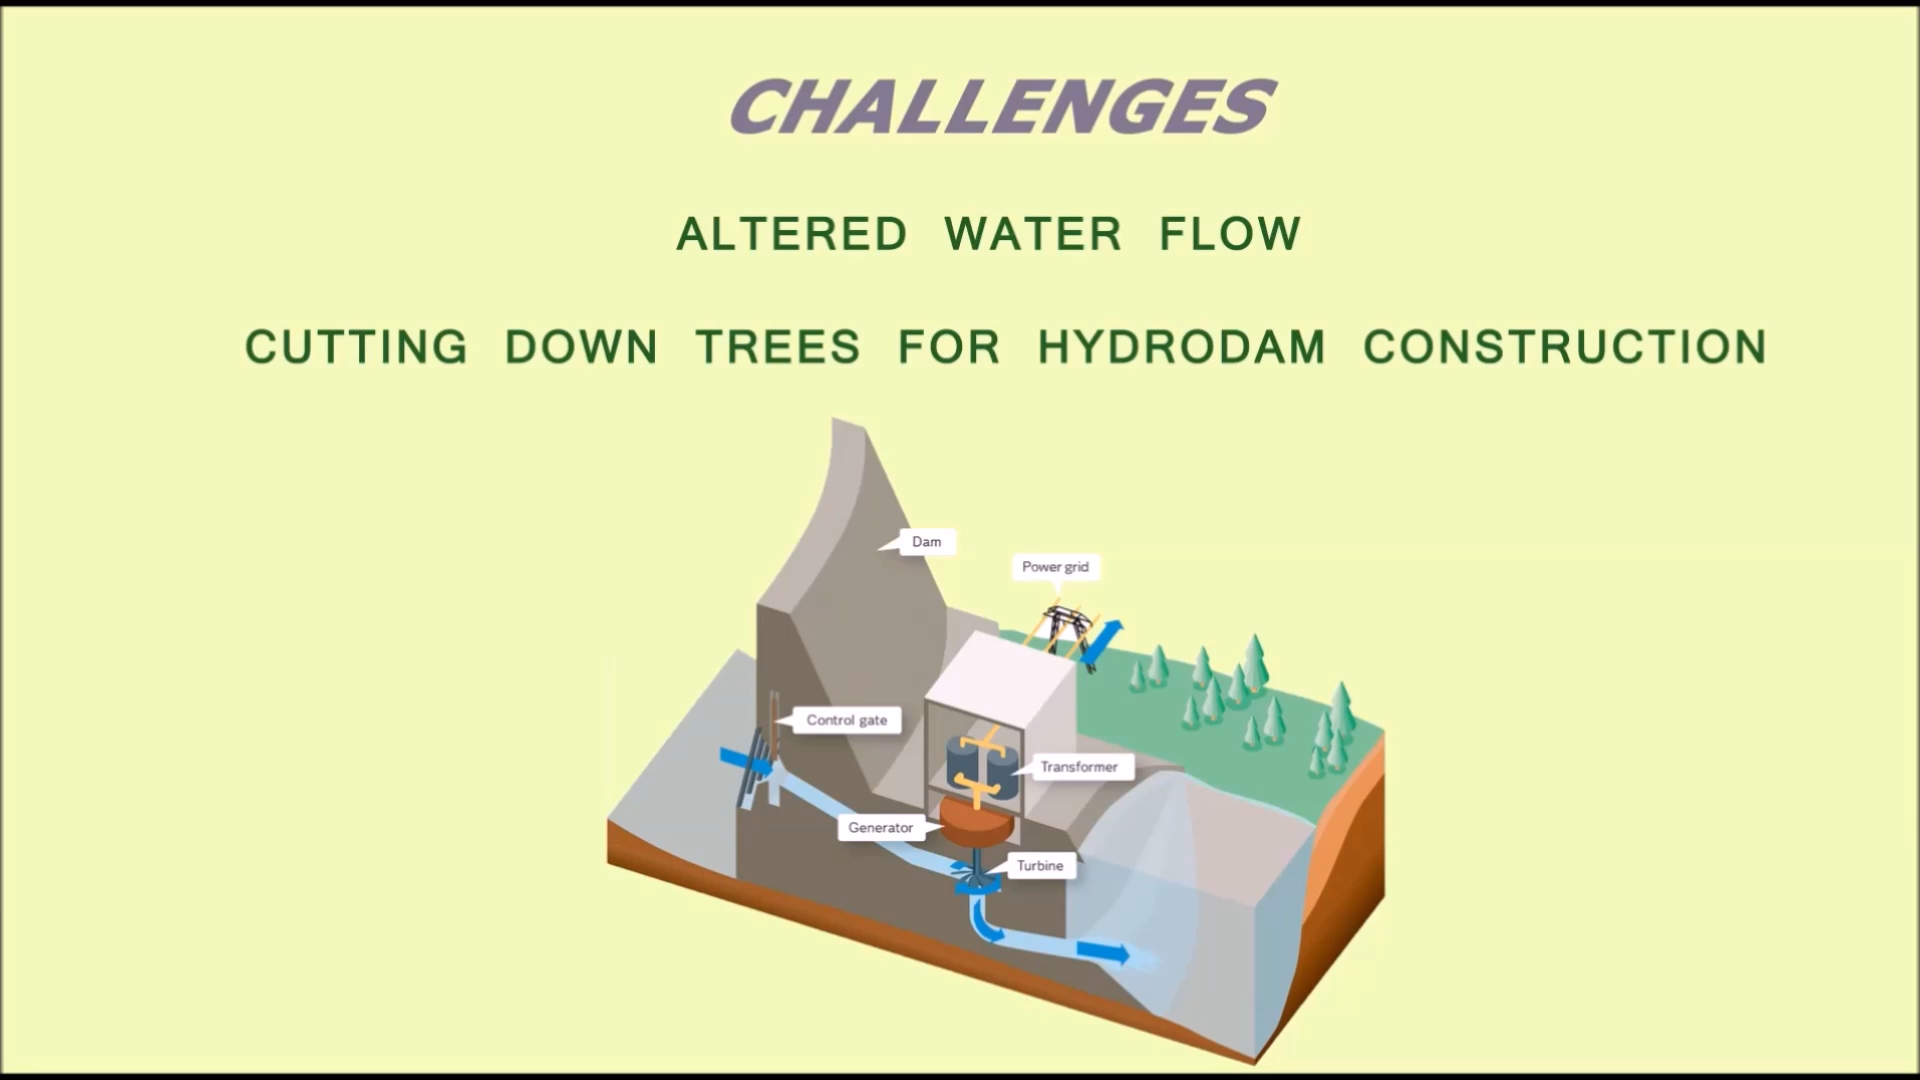 CHALLENGES
ALTERED WATER FLOW
CUTTING DOWN TREES FOR HYDRODAM CONSTRUCTION
Dam
Power grid
Control gate
Transformer
Generator
Turbine